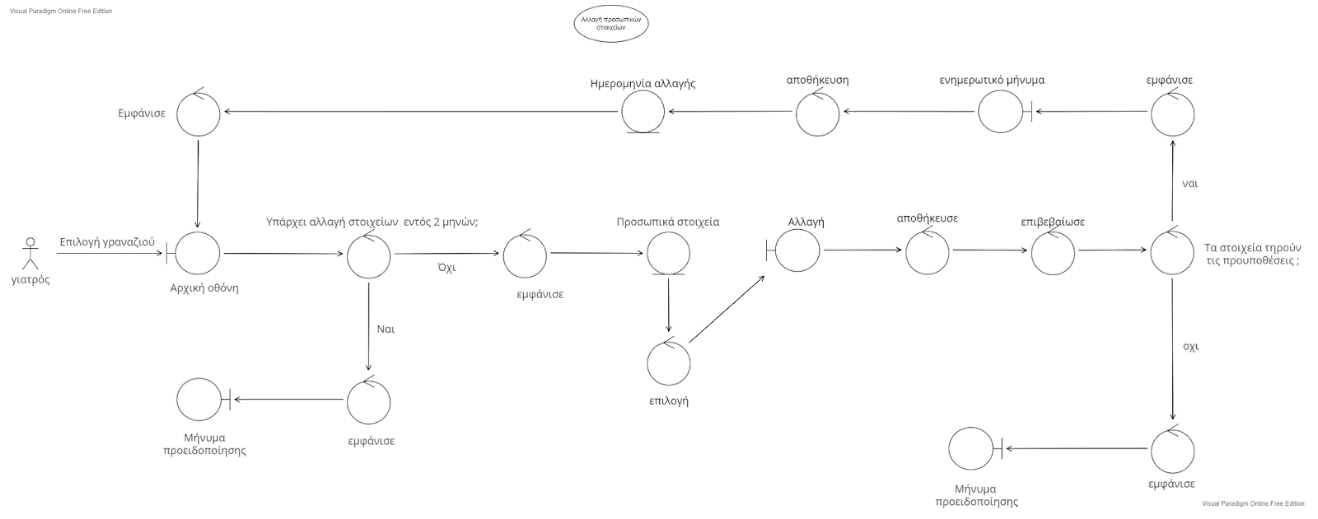 Visual Paradigm Online Free Edition
Αλλαγή προσωπικών
στοιχείων
Ημερομηνία αλλαγής
αποθήκευση
ενημερωτικό μήνυμα
εμφάνισε
Εμφάνισε
ναι
Επιλογή γραναζιού
Υπάρχει αλλαγή στοιχείων εντός 2 μηνών;
Προσωπικά στοιχεία
Αλλαγή
αποθήκευσε
επιβεβαίωσε
Τα στοιχεία τηρούν
τις προυποθέσεις ;
γιατρός
Αρχική οθόνη
Όχι
εμφάνισε
Ναι
οχι
επιλογή
Μήνυμα
προειδοποίησης
εμφάνισε
Μήνυμα
προειδοποίησης
εμφάνισε
Visual Paradigm Online Free Edition